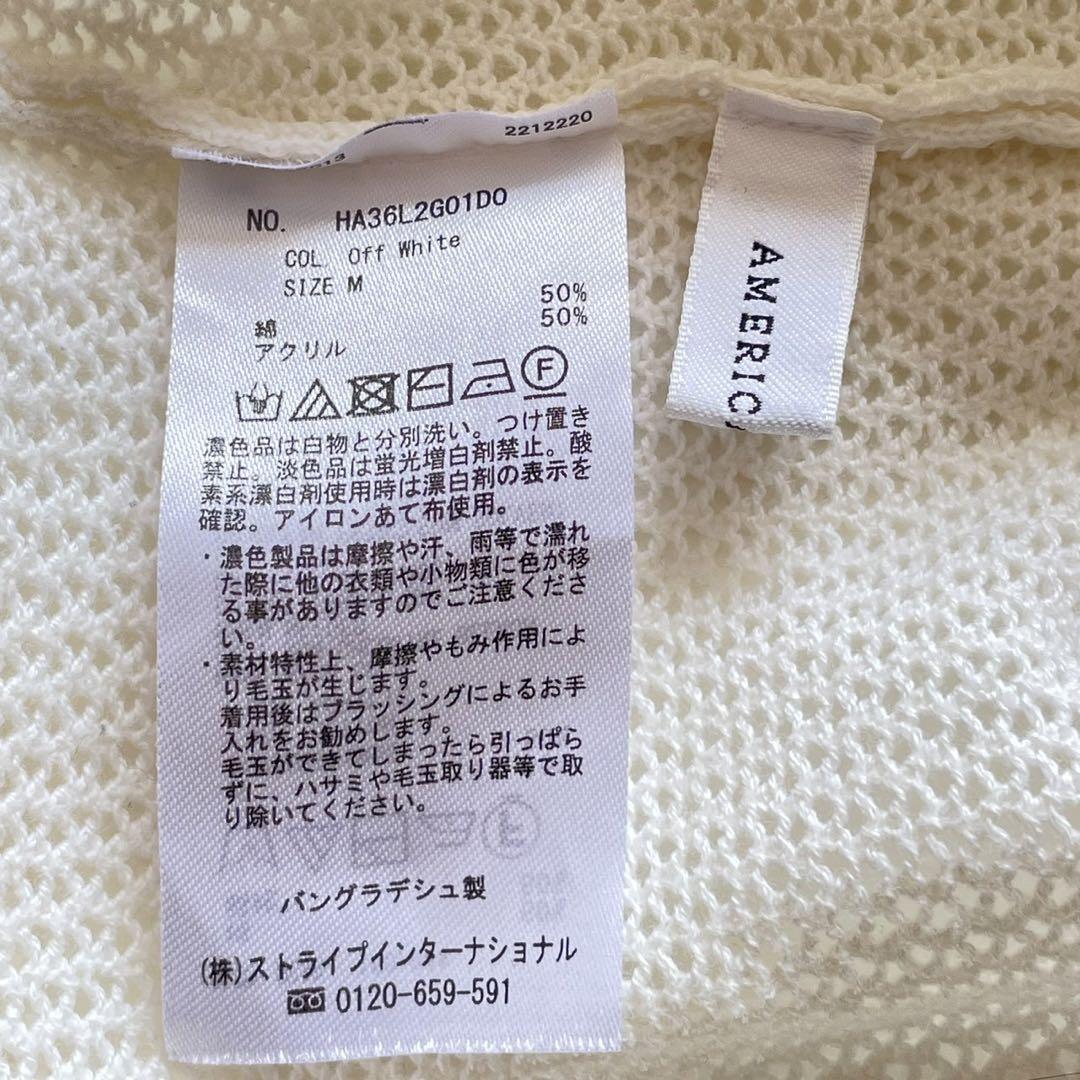 2212220
NO. HA36L2G01D0
COL Off White
SIZE M
綿 50%
アクリル 50%
F
濃色品は白物と分別洗い。つけ置き
禁止。淡色品は蛍光増白剤禁止。酸
素系漂白剤使用時は漂白剤の表示を
確認。アイロンあて布使用。
・濃色製品は摩擦や汗、雨等で濡れ
た際に他の衣類や小物類に色が移
る事がありますのでご注意くださ
い。
・素材特性上、摩擦やもみ作用によ
り毛玉が生じます。
着用後はブラッシングによるお手
入れをお勧めします。
毛玉ができてしまったら引っぱら
ずに、ハサミや毛玉取り器等で取
り除いてください。
バングラデシュ製
(株)ストライプインターナショナル
0120-659-591
AMERIC